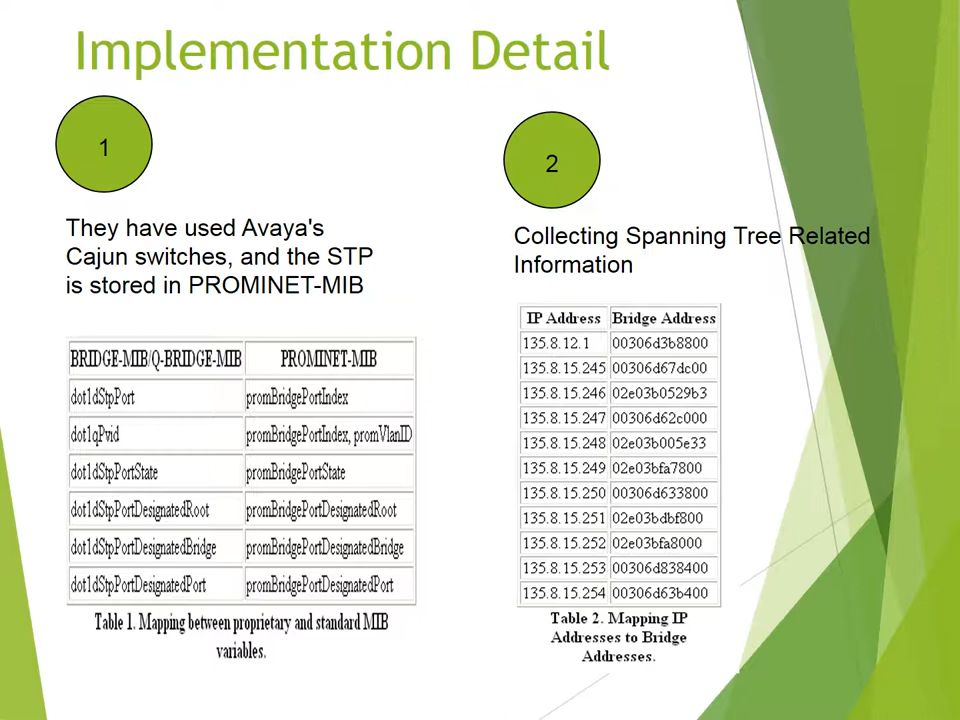 Implementation Detail
1
They have used Avaya's
Cajun switches, and the STP
is stored in PROMINET-MIB
BRIDGE-MIB/Q-BRIDGE-MIB PROMINET-MIB
dot1dStpPort promBridgePortIndex
dot1qPvid promBridgePortIndex, promVlanID
dot1dStpPortState promBridgePortState
dot1dStpPortDesignatedRoot promBridgePortDesignatedRoot
dot1dStpPortDesignatedBridge promBridgePortDesignatedBridge
dot1dStpPortDesignatedPort promBridgePortDesignatedPort
Table 1. Mapping between proprietary and standard MIB
variables.
2
Collecting Spanning Tree Related
Information
IP Address Bridge Address
135.8.12.1 00306d3b8800
135.8.15.245 00306d67dc00
135.8.15.246 02e03b0529b3
135.8.15.247 00306d62c000
135.8.15.248 02e03b005e33
135.8.15.249 02e03bfa7800
135.8.15.250 00306d633800
135.8.15.251 02e03bdbf800
135.8.15.252 02e03bfa8000
135.8.15.253 00306d838400
135.8.15.254 00306d63b400
Table 2. Mapping IP
Addresses to Bridge
Addresses.